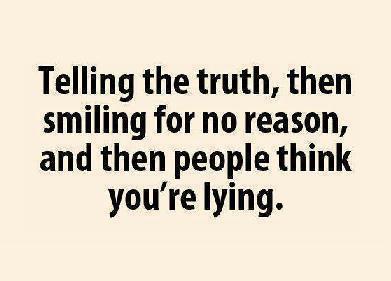 Telling the truth, then
smiling for no reason,
and then people think
you're lying.